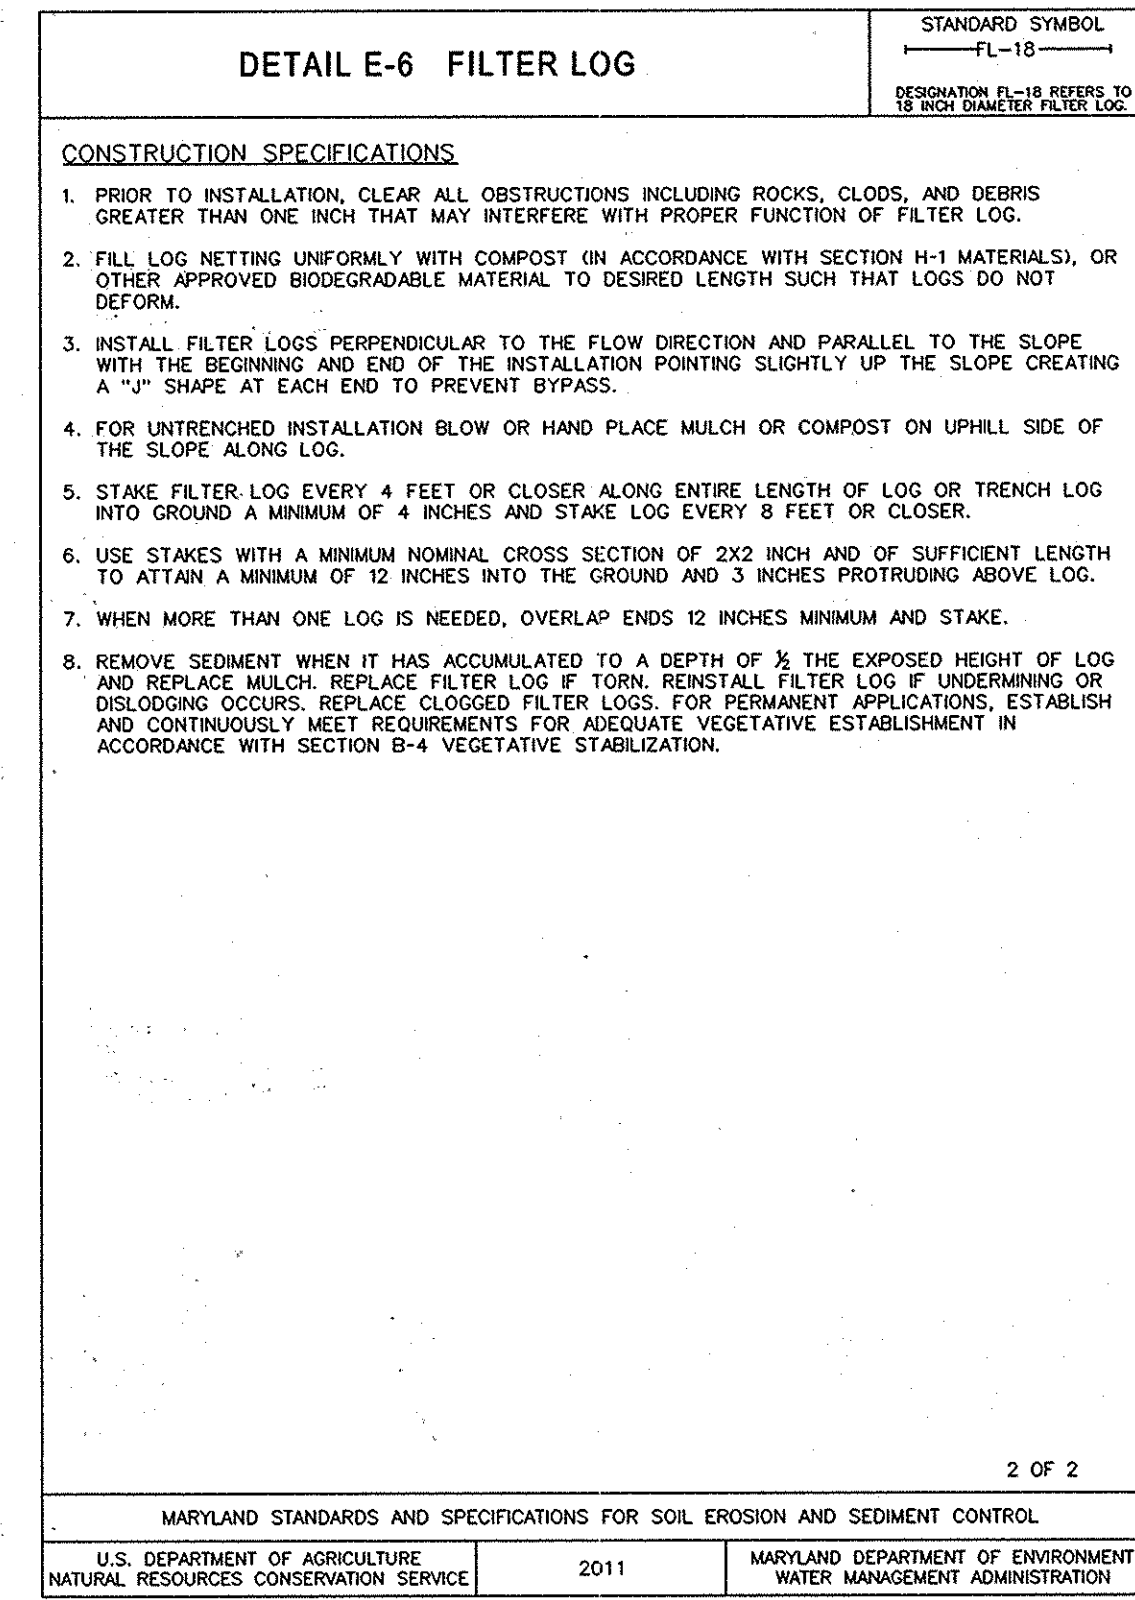 DETAIL E-6 FILTER LOG
STANDARD SYMBOL
FL-18
DESIGNATION FL-18 REFERS TO
18 INCH DIAMETER FILTER LOG.
CONSTRUCTION SPECIFICATIONS
1. PRIOR TO INSTALLATION, CLEAR ALL OBSTRUCTIONS INCLUDING ROCKS, CLODS, AND DEBRIS
GREATER THAN ONE INCH THAT MAY INTERFERE WITH PROPER FUNCTION OF FILTER LOG.
2. FILL LOG NETTING UNIFORMLY WITH COMPOST (IN ACCORDANCE WITH SECTION H-1 MATERIALS), OR
OTHER APPROVED BIODEGRADABLE MATERIAL TO DESIRED LENGTH SUCH THAT LOGS DO NOT
DEFORM.
3. INSTALL FILTER LOGS PERPENDICULAR TO THE FLOW DIRECTION AND PARALLEL TO THE SLOPE
WITH THE BEGINNING AND END OF THE INSTALLATION POINTING SLIGHTLY UP THE SLOPE CREATING
A "J" SHAPE AT EACH END TO PREVENT BYPASS.
4. FOR UNTRENCHED INSTALLATION BLOW OR HAND PLACE MULCH OR COMPOST ON UPHILL SIDE OF
THE SLOPE ALONG LOG.
5. STAKE FILTER LOG EVERY 4 FEET OR CLOSER ALONG ENTIRE LENGTH OF LOG OR TRENCH LOG
INTO GROUND A MINIMUM OF 4 INCHES AND STAKE LOG EVERY 8 FEET OR CLOSER.
6. USE STAKES WITH A MINIMUM NOMINAL CROSS SECTION OF 2X2 INCH AND OF SUFFICIENT LENGTH
TO ATTAIN A MINIMUM OF 12 INCHES INTO THE GROUND AND 3 INCHES PROTRUDING ABOVE LOG.
7. WHEN MORE THAN ONE LOG IS NEEDED, OVERLAP ENDS 12 INCHES MINIMUM AND STAKE.
8. REMOVE SEDIMENT WHEN IT HAS ACCUMULATED TO A DEPTH OF ½ THE EXPOSED HEIGHT OF LOG
AND REPLACE MULCH. REPLACE FILTER LOG IF TORN. REINSTALL FILTER LOG IF UNDERMINING OR
DISLODGING OCCURS. REPLACE CLOGGED FILTER LOGS. FOR PERMANENT APPLICATIONS, ESTABLISH
AND CONTINUOUSLY MEET REQUIREMENTS FOR ADEQUATE VEGETATIVE ESTABLISHMENT IN
ACCORDANCE WITH SECTION B-4 VEGETATIVE STABILIZATION.
2 OF 2
MARYLAND STANDARDS AND SPECIFICATIONS FOR SOIL EROSION AND SEDIMENT CONTROL
U.S. DEPARTMENT OF AGRICULTURE
NATURAL RESOURCES CONSERVATION SERVICE
2011
MARYLAND DEPARTMENT OF ENVIRONMENT
WATER MANAGEMENT ADMINISTRATION